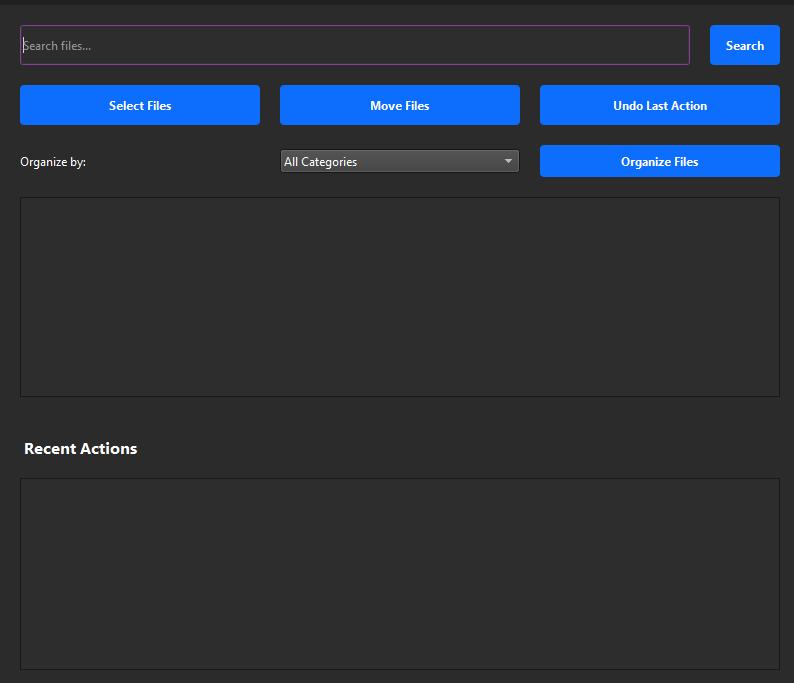 Search files...
Search
Select Files
Move Files
Undo Last Action
Organize by:
All Categories
Organize Files
Recent Actions